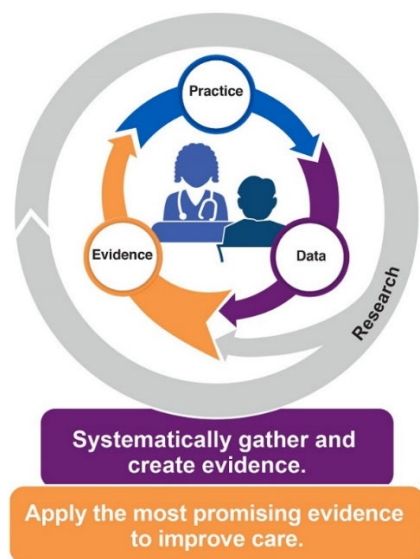 Practice
Evidence
Data
Research
Systematically gather and
create evidence.
Apply the most promising evidence
to improve care.